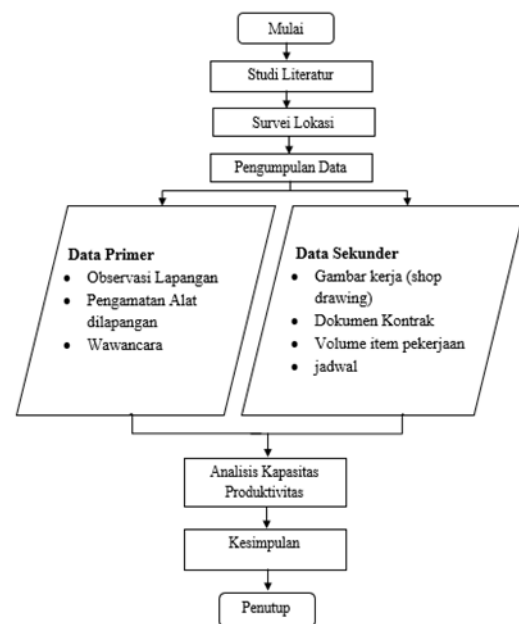 Mulai
Studi Literatur
Survei Lokasi
Pengumpulan Data
Data Primer
• Observasi Lapangan
• Pengamatan Alat
dilapangan
• Wawancara
Data Sekunder
• Gambar kerja (shop
drawing)
• Dokumen Kontrak
• Volume item pekerjaan
• jadwal
Analisis Kapasitas
Produktivitas
Kesimpulan
Penutup